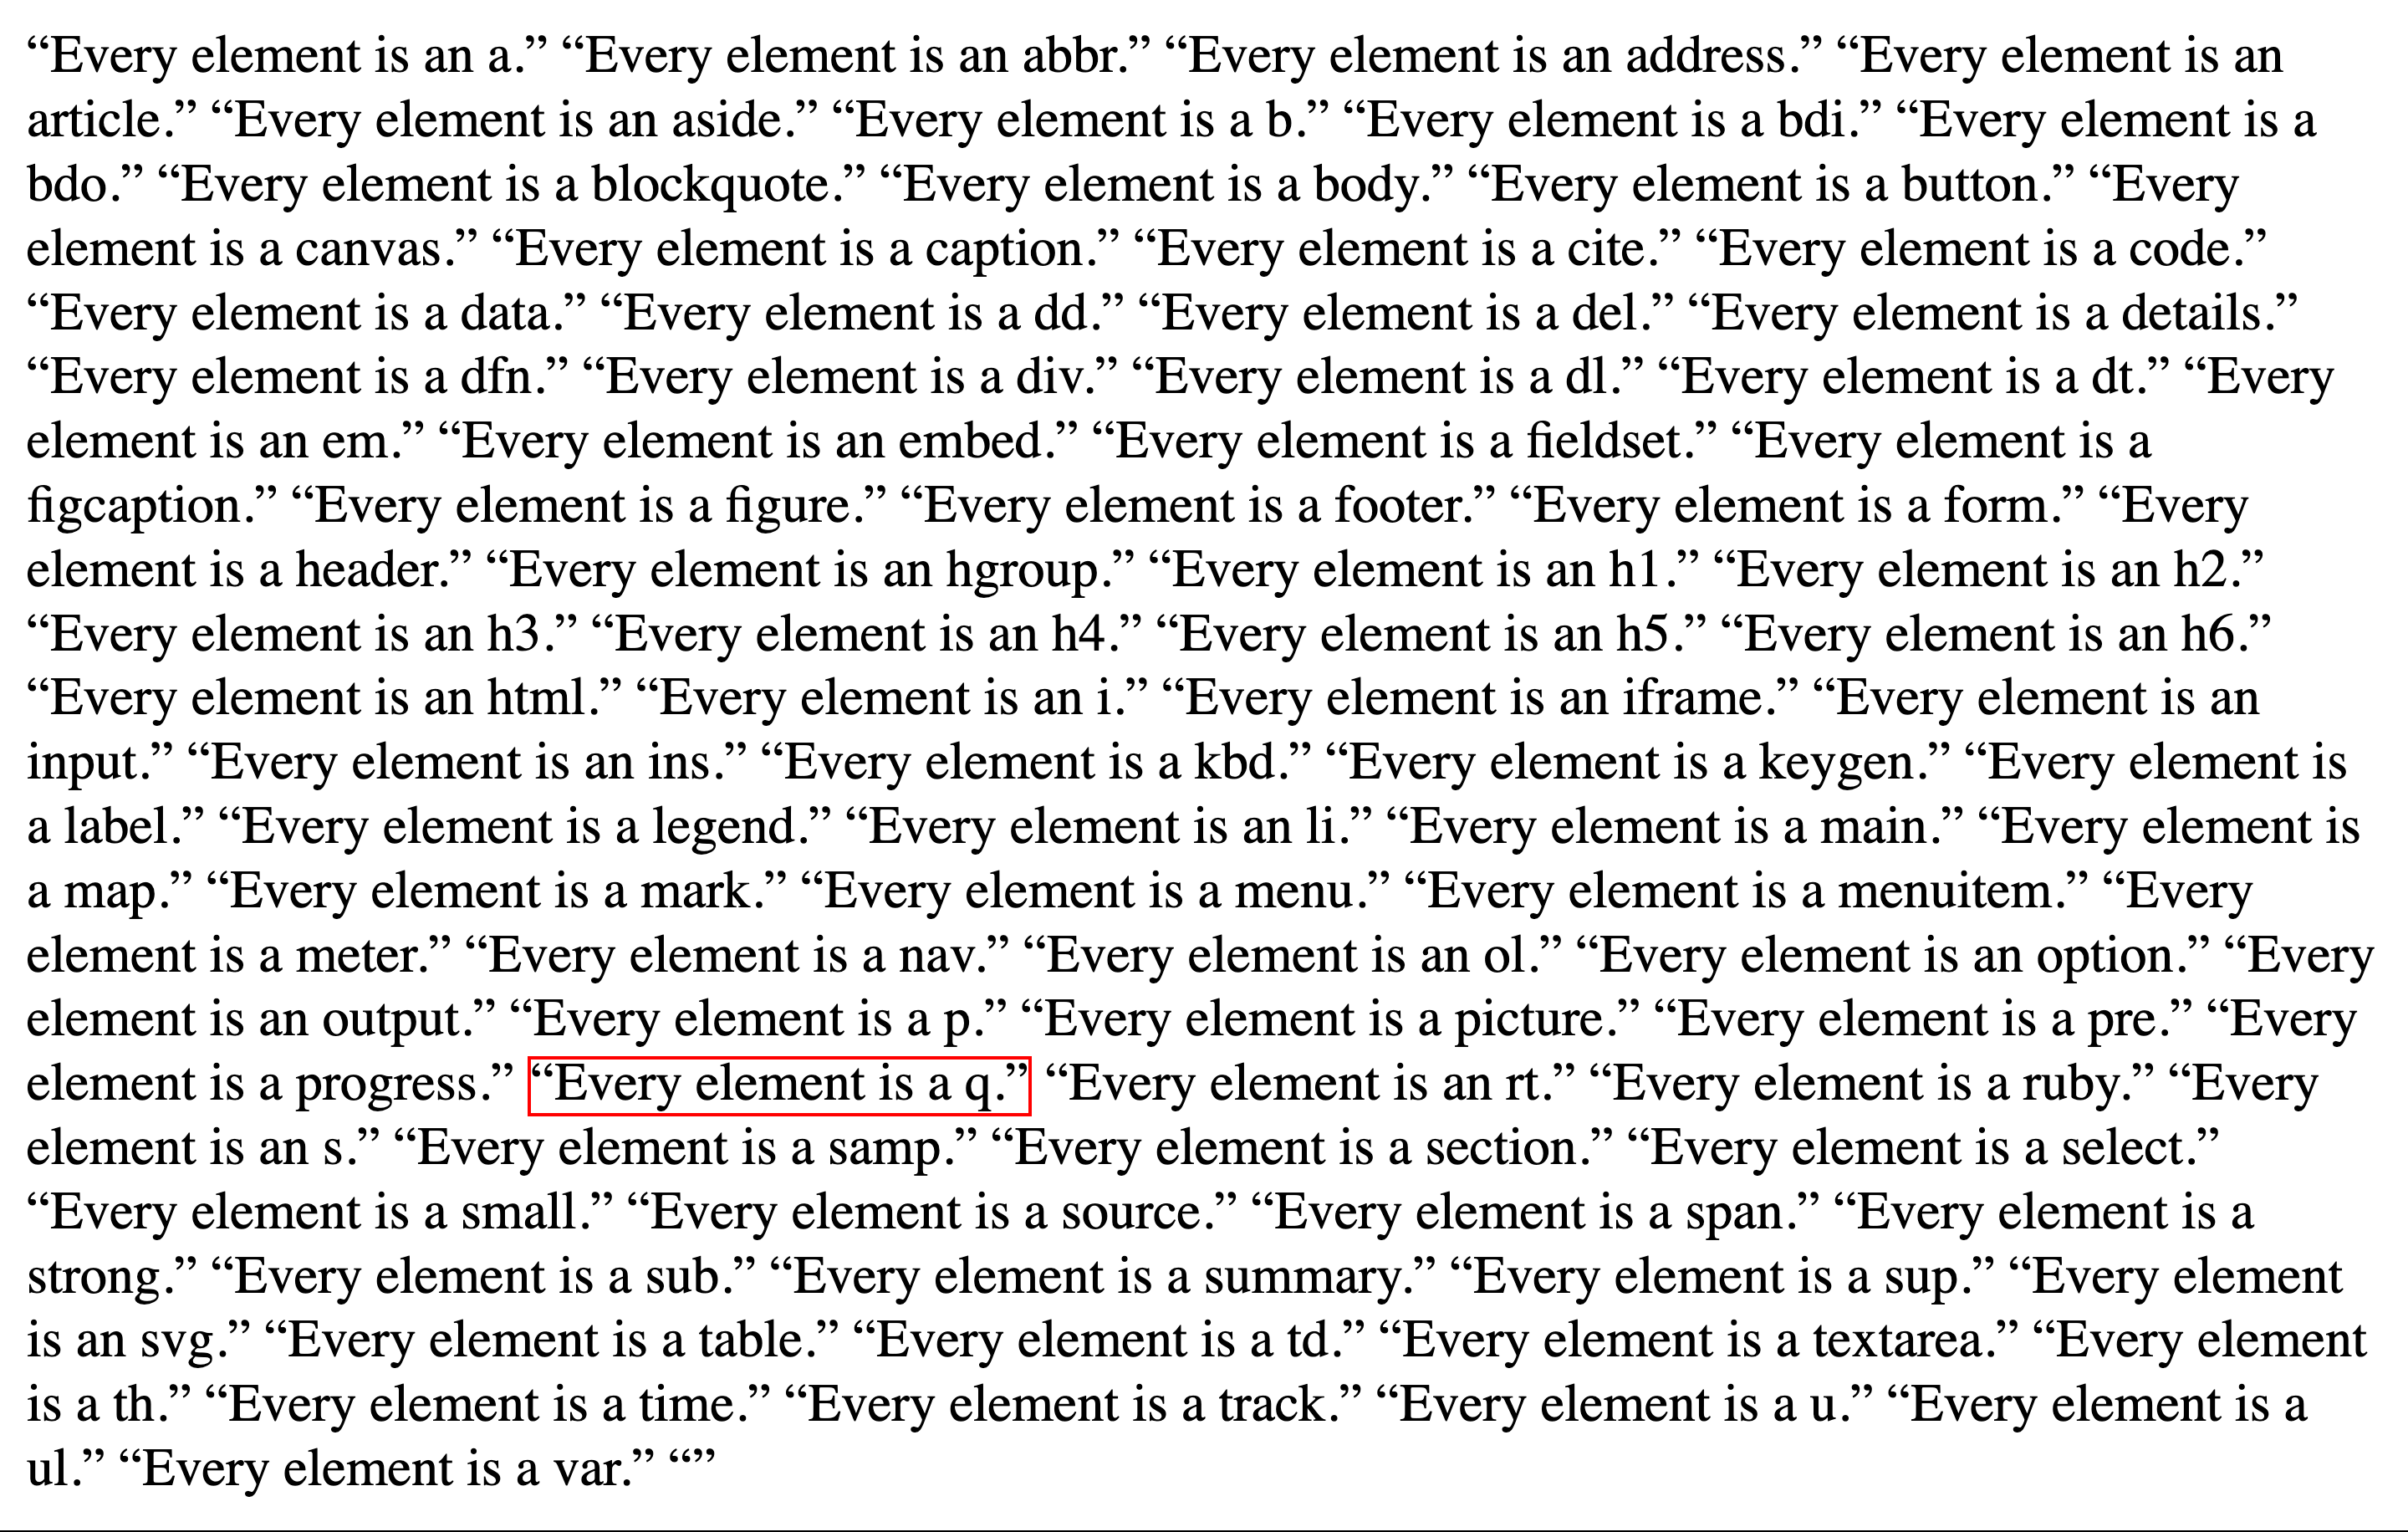 “Every element is an a.” “Every element is an abbr.” “Every element is an address.” “Every element is an
article.” “Every element is an aside.” “Every element is a b.” “Every element is a bdi.” “Every element is a
bdo.” “Every element is a blockquote.” “Every element is a body.” “Every element is a button.” “Every
element is a canvas.” “Every element is a caption.” “Every element is a cite.” “Every element is a code.”
“Every element is a data.” “Every element is a dd.” “Every element is a del.” “Every element is a details.”
“Every element is a dfn.” “Every element is a div.” “Every element is a dl.” “Every element is a dt.” “Every
element is an em.” “Every element is an embed.” “Every element is a fieldset.” “Every element is a
figcaption.” “Every element is a figure.” “Every element is a footer.” “Every element is a form.” “Every
element is a header.” “Every element is an hgroup.” “Every element is an h1.” “Every element is an h2.”
“Every element is an h3.” “Every element is an h4.” “Every element is an h5.” “Every element is an h6.”
“Every element is an html.” “Every element is an i.” “Every element is an iframe.” “Every element is an
input.” “Every element is an ins.” “Every element is a kbd.” “Every element is a keygen.” “Every element is
a label.” “Every element is a legend.” “Every element is an li.” “Every element is a main.” “Every element is
a map.” “Every element is a mark.” “Every element is a menu.” “Every element is a menuitem.” “Every
element is a meter.” “Every element is a nav.” “Every element is an ol.” “Every element is an option.” “Every
element is an output.” “Every element is a p.” “Every element is a picture.” “Every element is a pre.” “Every
element is a progress.” “Every element is a q.” “Every element is an rt.” “Every element is a ruby.” “Every
element is an s.” “Every element is a samp.” “Every element is a section.” “Every element is a select.”
“Every element is a small.” “Every element is a source.” “Every element is a span.” “Every element is a
strong.” “Every element is a sub.” “Every element is a summary.” “Every element is a sup.” “Every element
is an svg.” “Every element is a table.” “Every element is a td.” “Every element is a textarea.” “Every element
is a th.” “Every element is a time.” “Every element is a track.” “Every element is a u.” “Every element is a
ul.” “Every element is a var.” “”